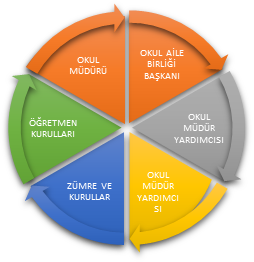 OKUL
MÜDÜRÜ
OKUL AİLE
BİRLİĞİ
BAŞKANI
OKUL
MÜDÜR
YARDIMCISI
OKUL
MÜDÜR
YARDIMCI
SI
ZÜMRE VE
KURULLAR
ÖĞRETMEN
KURULLARI